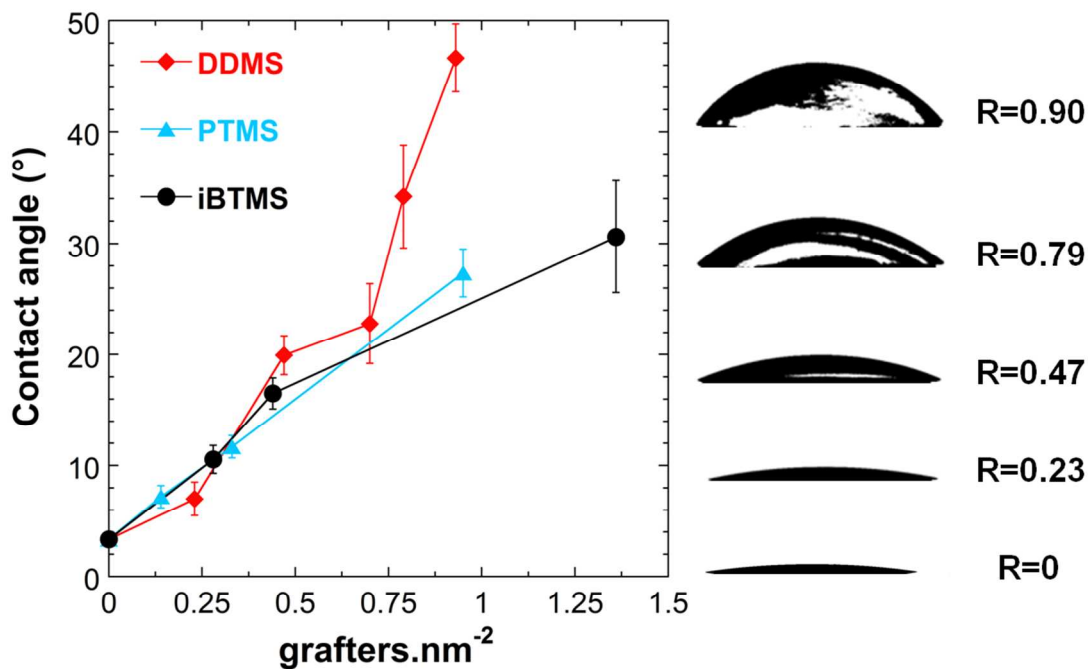 50
40
30
20
10
0
Contact angle (°)
DDMS
PTMS
iBTMS
0 0.25 0.5 0.75 1 1.25 1.5
grafters.nm-2
R=0.90
R=0.79
R=0.47
R=0.23
R=0